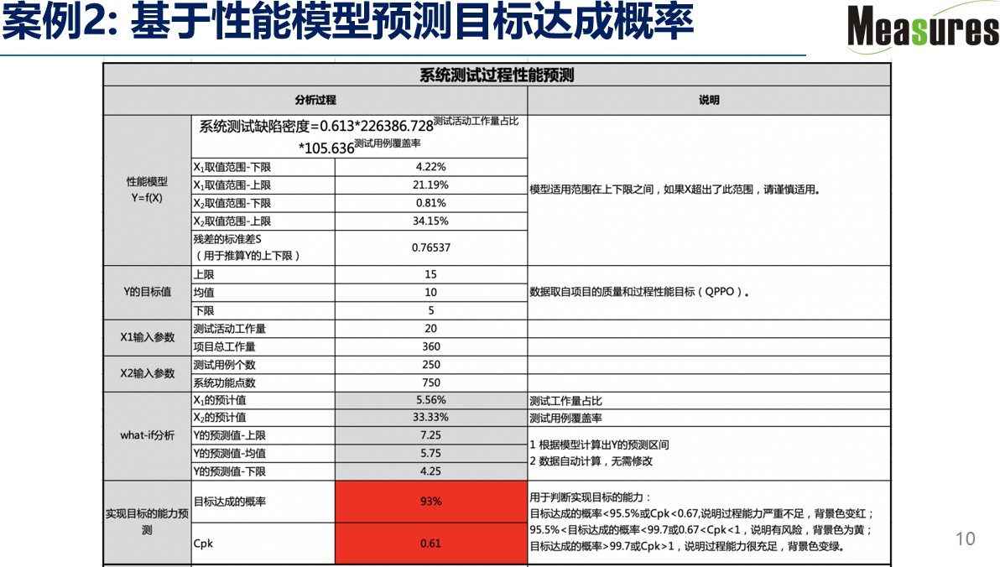 案例2: 基于性能模型预测目标达成概率
Measures
系统测试过程性能预测
分析过程
说明
性能模型
Y=f(X)
系统测试缺陷密度=0.613*226386.728测试活动工作量占比
*105.636测试用例覆盖率
X1取值范围-下限
4.22%
X1取值范围-上限
21.19%
X2取值范围-下限
0.81%
X2取值范围-上限
34.15%
残差的标准差S
（用于推算Y的上下限）
0.76537
模型适用范围在上下限之间，如果X超出了此范围，请谨慎适用。
Y的目标值
上限
15
均值
10
下限
5
数据取自项目的质量和过程性能目标（QPPO）。
X1输入参数
测试活动工作量
20
项目总工作量
360
X2输入参数
测试用例个数
250
系统功能点数
750
what-if分析
X1的预计值
5.56%
测试工作量占比
X2的预计值
33.33%
测试用例覆盖率
Y的预测值-上限
7.25
Y的预测值-均值
5.75
Y的预测值-下限
4.25
1 根据模型计算出Y的预测区间
2 数据自动计算，无需修改
实现目标的能力预
测
目标达成的概率
93%
Cpk
0.61
用于判断实现目标的能力：
目标达成的概率<95.5%或Cpk<0.67,说明过程能力严重不足，背景色变红；
95.5%<目标达成的概率<99.7或0.67<Cpk<1，说明有风险，背景色为黄；
目标达成的概率>99.7或Cpk>1，说明过程能力很充足，背景色变绿。
10